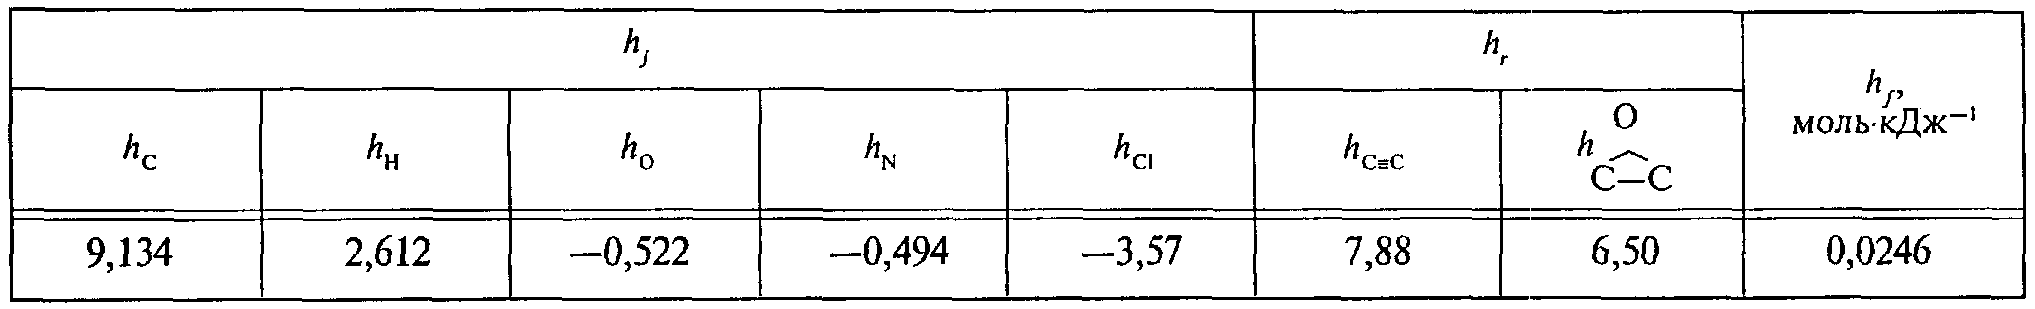 h_j h_r h_f,
моль·кДж⁻¹
h_C h_H h_O h_N h_Cl h_C≡C h
O
C—C
9,134 2,612 —0,522 —0,494 —3,57 7,88 6,50 0,0246